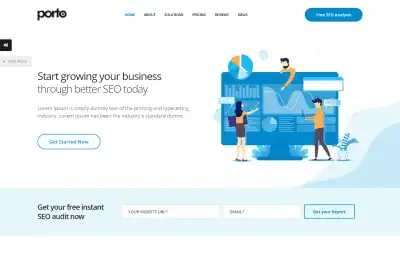 porto
HOME ABOUT SOLUTIONS PRICING REVIEWS NEWS
Free SEO Analysis
Start growing your business
through better SEO today
Lorem Ipsum is simply dummy text of the printing and typesetting
industry. Lorem Ipsum has been the industry's standard dummy.
Get Started Now
Get your free instant
SEO audit now
YOUR WEBSITE URL*
EMAIL*
Get your Report